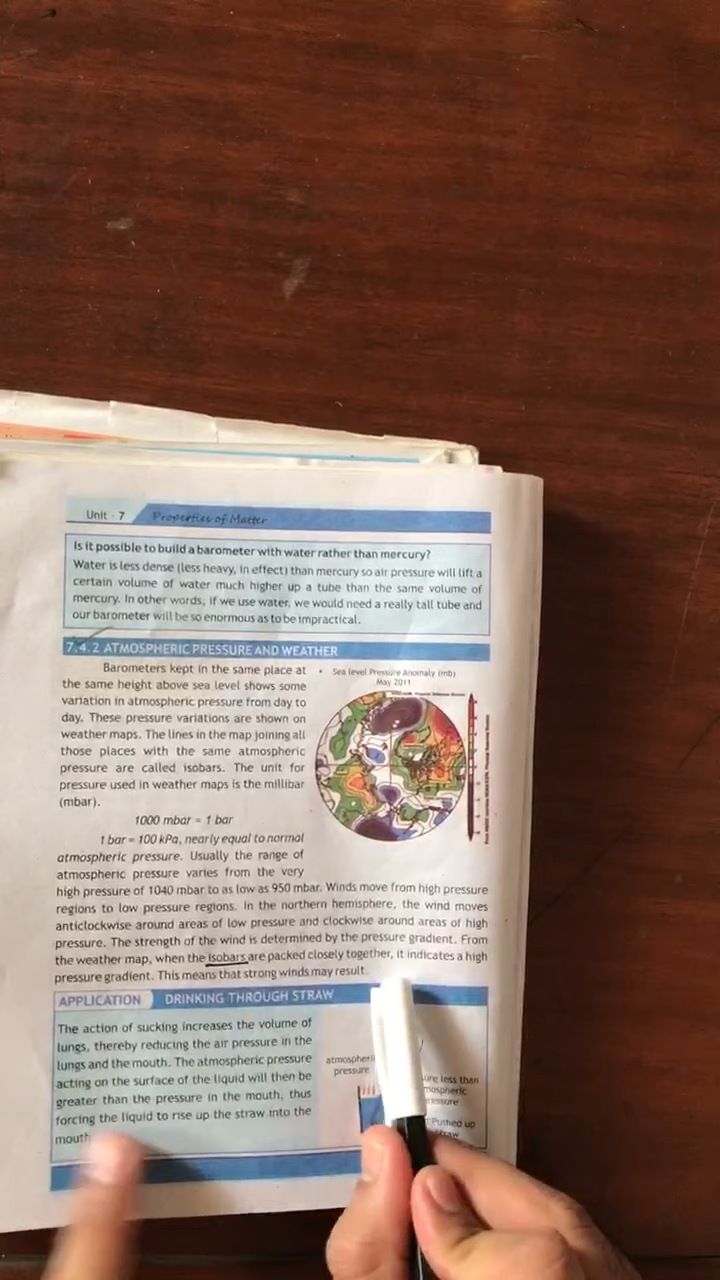 Unit - 7
Properties of Matter
Is it possible to build a barometer with water rather than mercury?
Water is less dense (less heavy, in effect) than mercury so air pressure will lift a
certain volume of water much higher up a tube than the same volume of
mercury. In other words, if we use water, we would need a really tall tube and
our barometer will be so enormous as to be impractical.
7.4.2 ATMOSPHERIC PRESSURE AND WEATHER
Barometers kept in the same place at
the same height above sea level shows some
variation in atmospheric pressure from day to
day. These pressure variations are shown on
weather maps. The lines in the map joining all
those places with the same atmospheric
pressure are called isobars. The unit for
pressure used in weather maps is the millibar
(mbar).
Sea level Pressure Anomaly (mb)
May 2011
1000 mbar = 1 bar
1 bar = 100 kPa, nearly equal to normal
atmospheric pressure. Usually the range of
atmospheric pressure varies from the very
high pressure of 1040 mbar to as low as 950 mbar. Winds move from high pressure
regions to low pressure regions. In the northern hemisphere, the wind moves
anticlockwise around areas of low pressure and clockwise around areas of high
pressure. The strength of the wind is determined by the pressure gradient. From
the weather map, when the isobars are packed closely together, it indicates a high
pressure gradient. This means that strong winds may result.
APPLICATION DRINKING THROUGH STRAW
The action of sucking increases the volume of
lungs, thereby reducing the air pressure in the
lungs and the mouth. The atmospheric pressure
acting on the surface of the liquid will then be
greater than the pressure in the mouth, thus
forcing the liquid to rise up the straw into the
mouth
atmospheri
pressure
ure less than
mospheric
ressure
Pushed up
straw